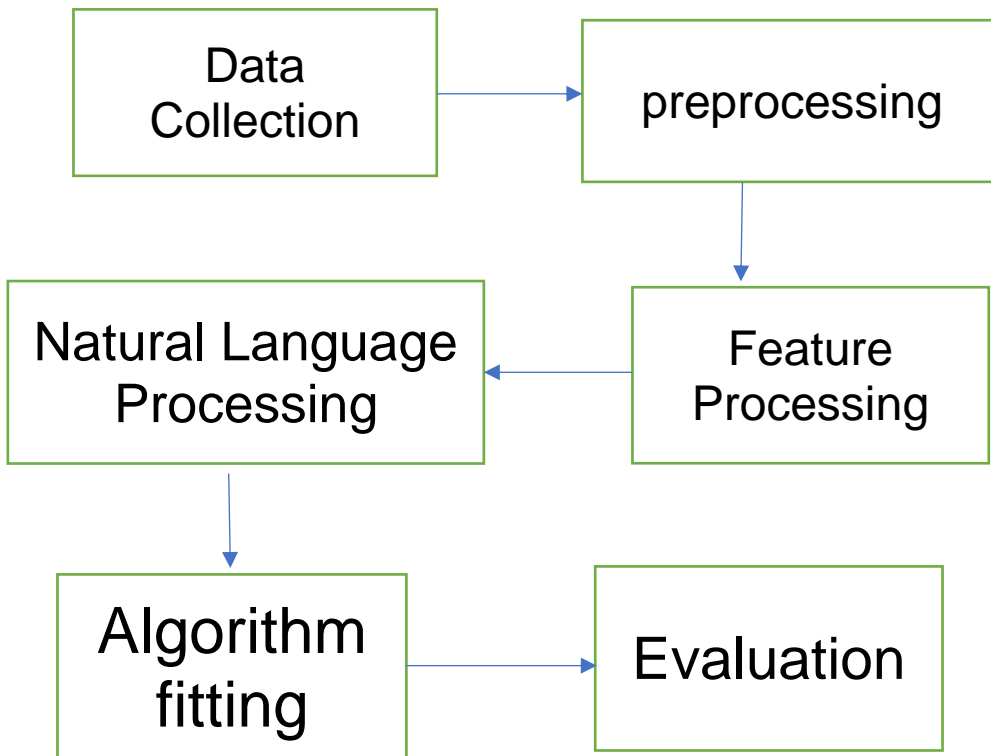 Data
Collection
preprocessing
Feature
Processing
Natural Language
Processing
Algorithm
fitting
Evaluation